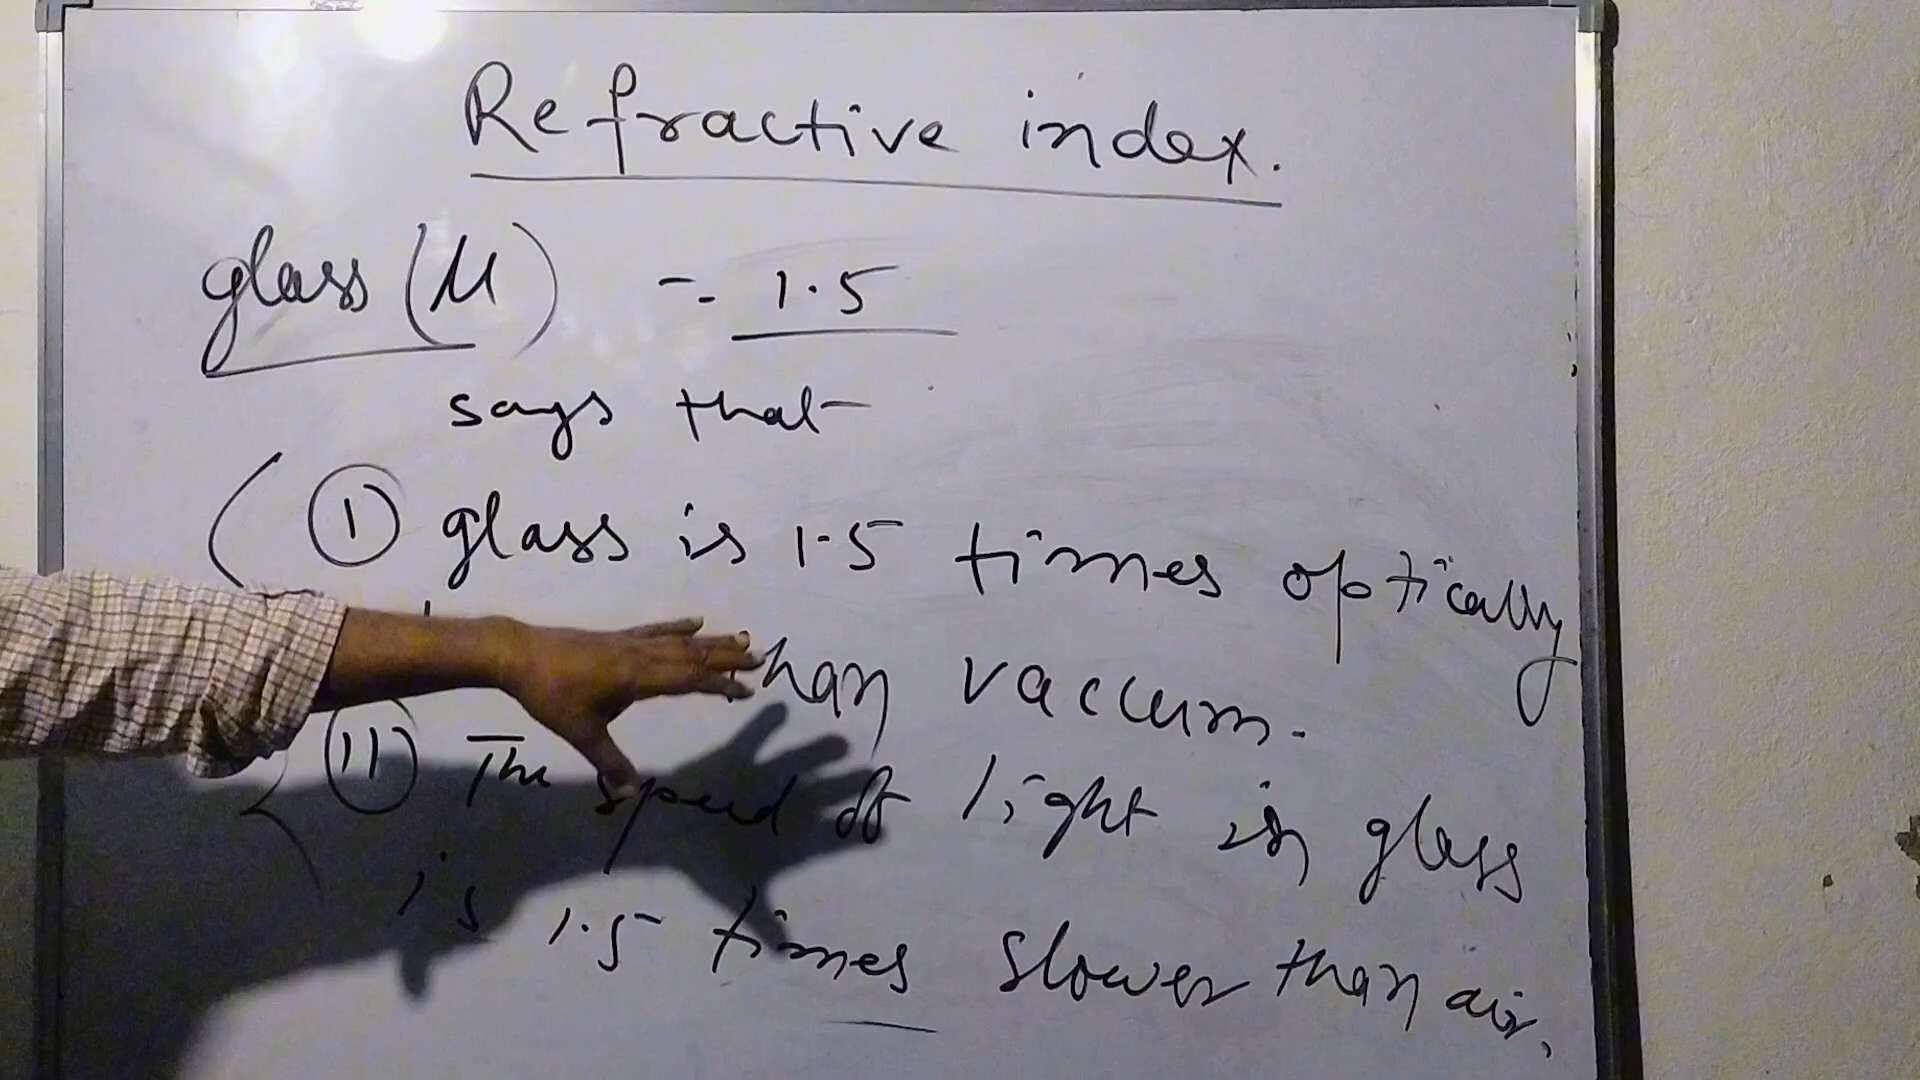 Refractive index.
glass (μ) = 1.5
says that
(I) glass is 1.5 times optically
than vaccum.
(II) The speed of light in glass
is 1.5 times slower than air.